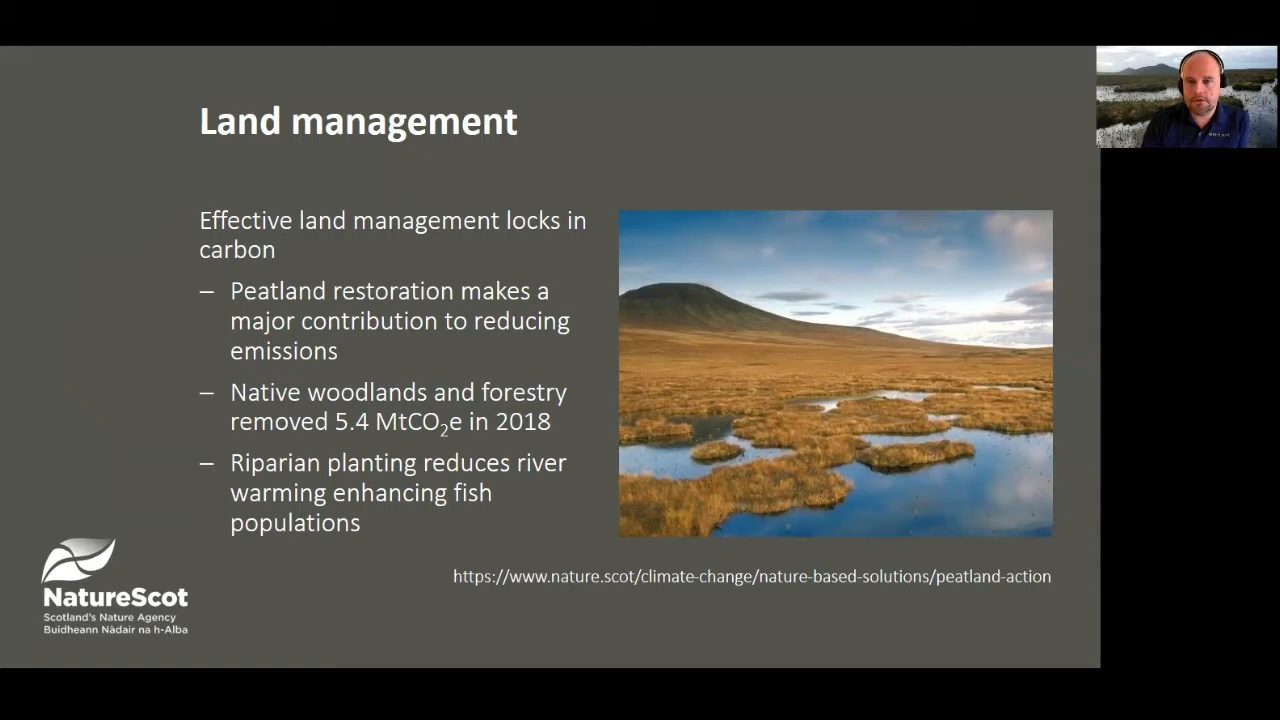 Land management
Effective land management locks in
carbon
– Peatland restoration makes a
major contribution to reducing
emissions
– Native woodlands and forestry
removed 5.4 MtCO₂e in 2018
– Riparian planting reduces river
warming enhancing fish
populations
https://www.nature.scot/climate-change/nature-based-solutions/peatland-action
NatureScot
Scotland's Nature Agency
Buidheann Nàdair na h-Alba